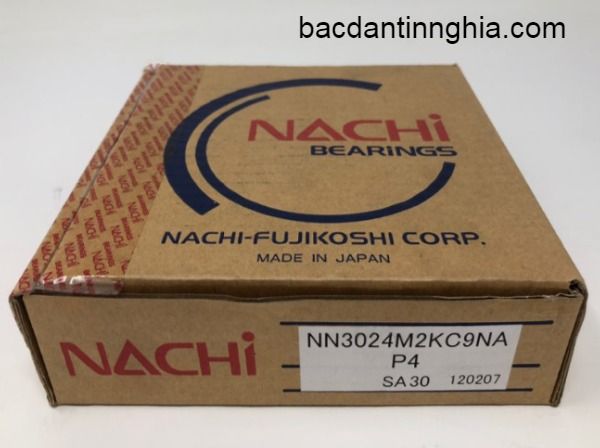 bacdantinnghia.com
NACHi
BEARINGS
NACHI-FUJIKOSHI CORP.
MADE IN JAPAN
NACHi
NN3024M2KC9NA
P4
SA30 120207